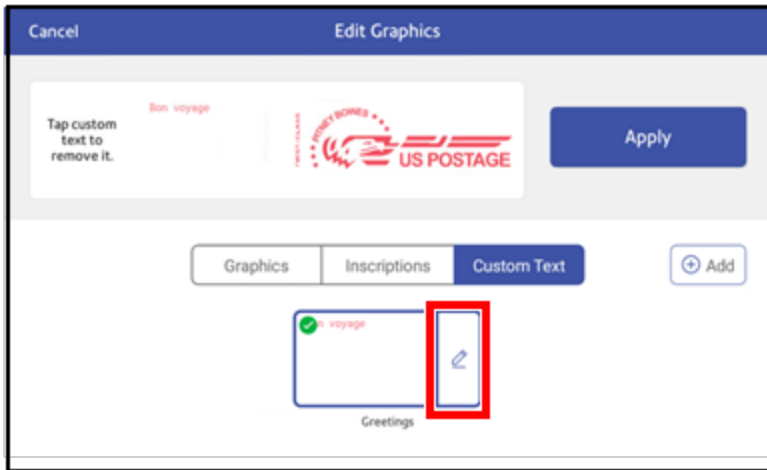 Cancel
Edit Graphics
Tap custom
text to
remove it.
Bon voyage
FIRST-CLASS
PITNEY BOWES
US POSTAGE
Apply
Graphics
Inscriptions
Custom Text
Add
n voyage
Greetings